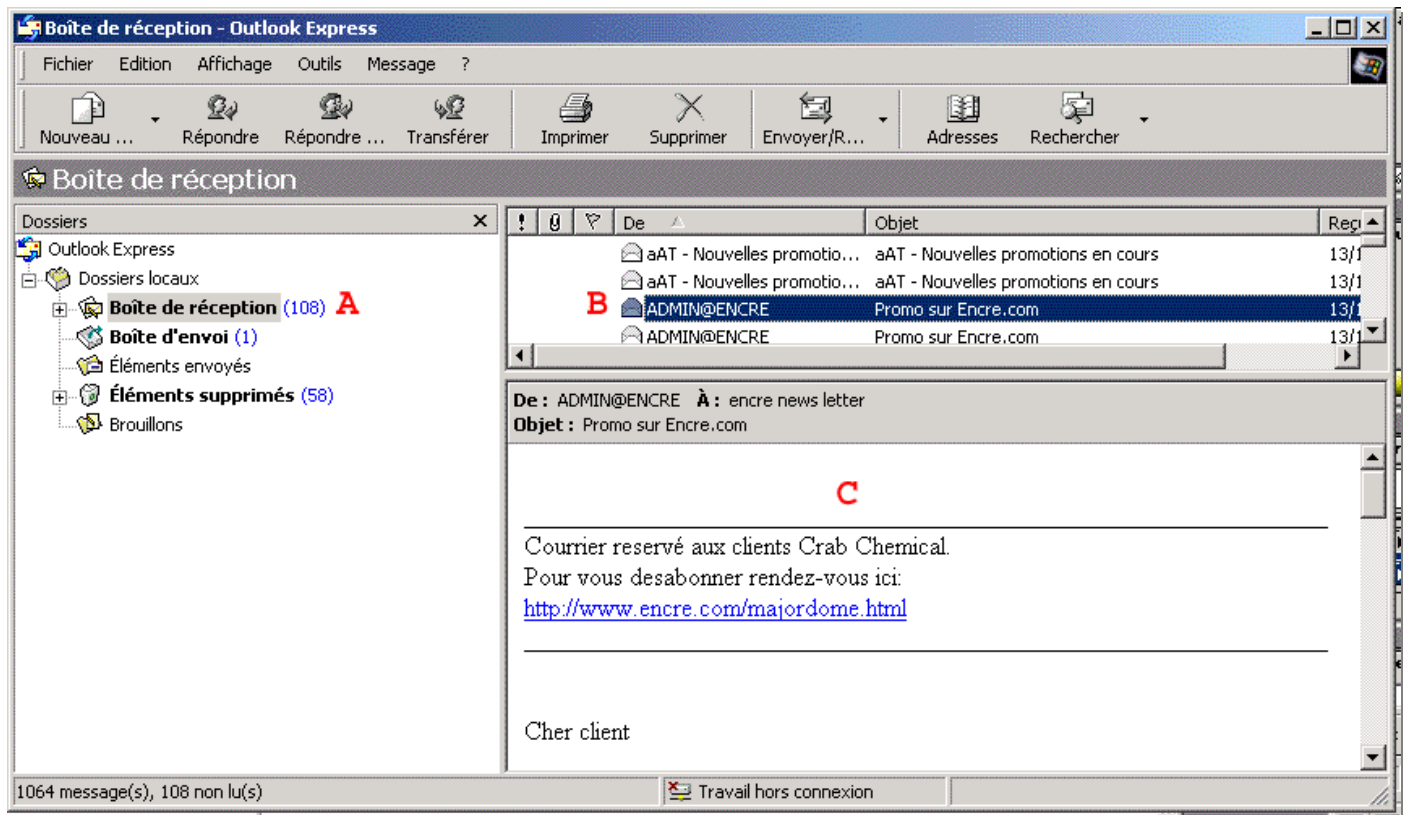 Boîte de réception - Outlook Express
Fichier Edition Affichage Outils Message ?
Nouveau ... Répondre Répondre ... Transférer Imprimer Supprimer Envoyer/R... Adresses Rechercher
Boîte de réception
Dossiers
Outlook Express
Dossiers locaux
Boîte de réception (108) A
Boîte d'envoi (1)
Éléments envoyés
Éléments supprimés (58)
Brouillons
! De Objet Reçu
aAT - Nouvelles promotio... aAT - Nouvelles promotions en cours 13/1
aAT - Nouvelles promotio... aAT - Nouvelles promotions en cours 13/1
B ADMIN@ENCRE Promo sur Encre.com 13/1
ADMIN@ENCRE Promo sur Encre.com 13/1
De : ADMIN@ENCRE À : encre news letter
Objet : Promo sur Encre.com
C
Courrier reservé aux clients Crab Chemical.
Pour vous desabonner rendez-vous ici:
http://www.encre.com/majordome.html
Cher client
1064 message(s), 108 non lu(s) Travail hors connexion